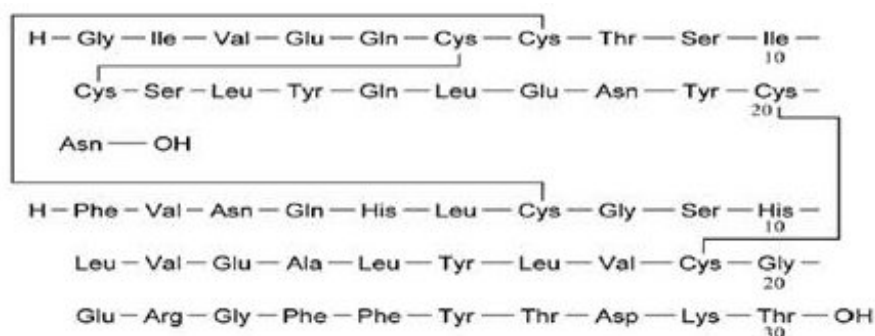 H – Gly – Ile – Val – Glu – Gln – Cys – Cys – Thr – Ser – Ile –
10
Cys – Ser – Leu – Tyr – Gln – Leu – Glu – Asn – Tyr – Cys –
20
Asn – OH
H – Phe – Val – Asn – Gln – His – Leu – Cys – Gly – Ser – His –
10
Leu – Val – Glu – Ala – Leu – Tyr – Leu – Val – Cys – Gly –
20
Glu – Arg – Gly – Phe – Phe – Tyr – Thr – Asp – Lys – Thr – OH
30